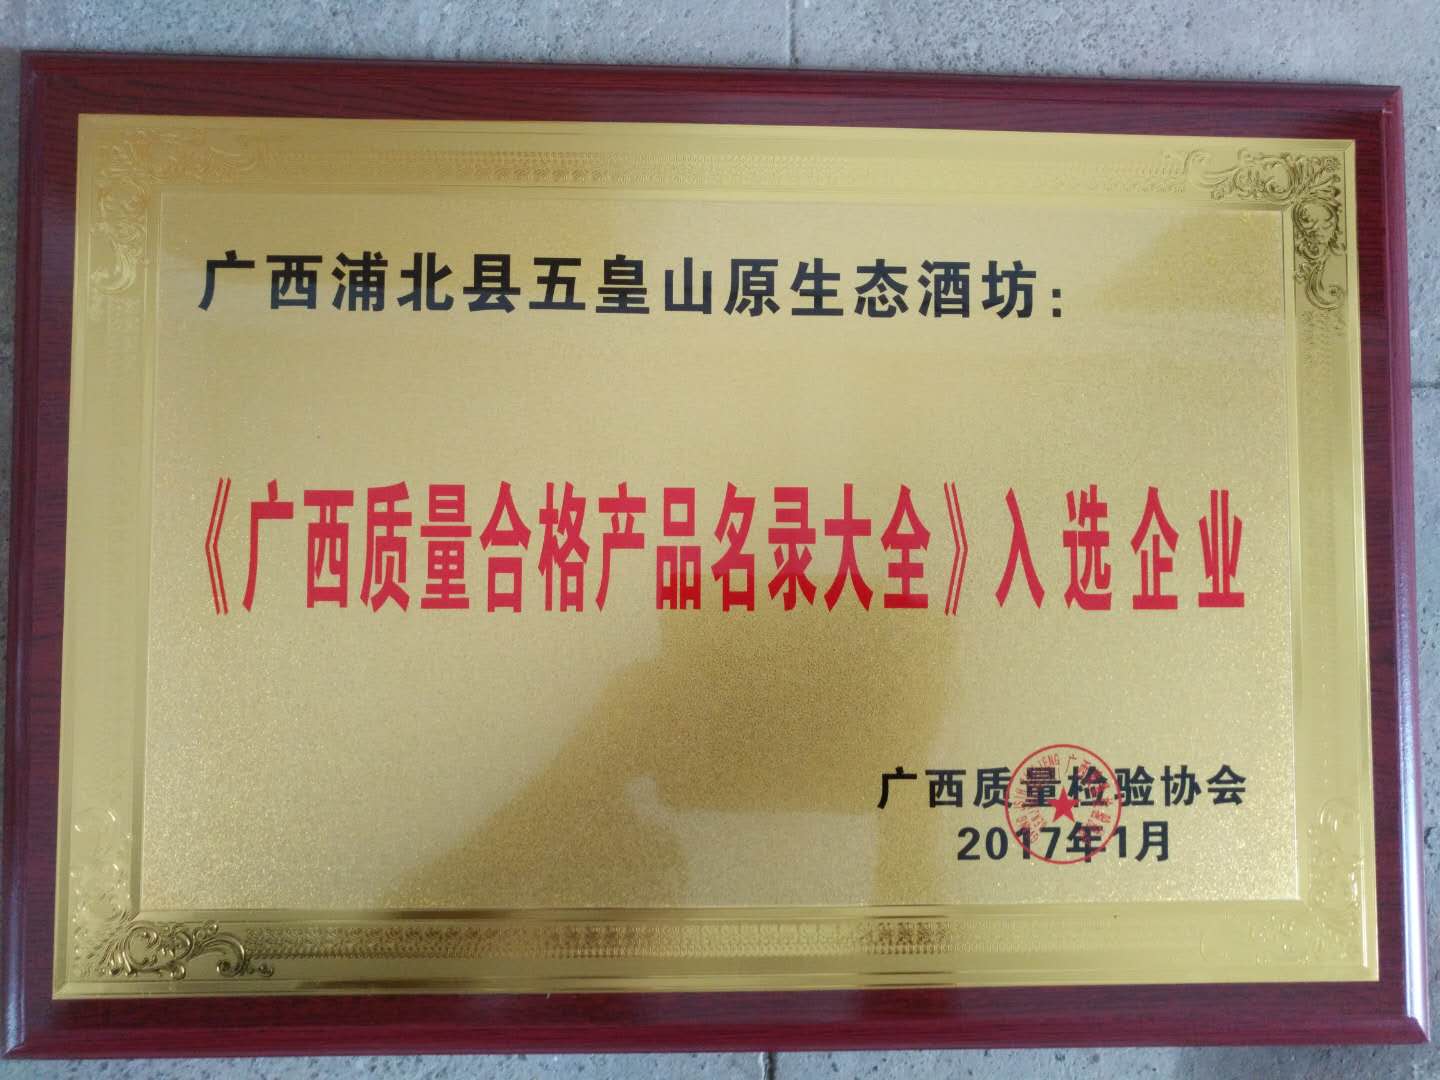 广西浦北县五皇山原生态酒坊：
《广西质量合格产品名录大全》入选企业
广西质量检验协会
2017年1月